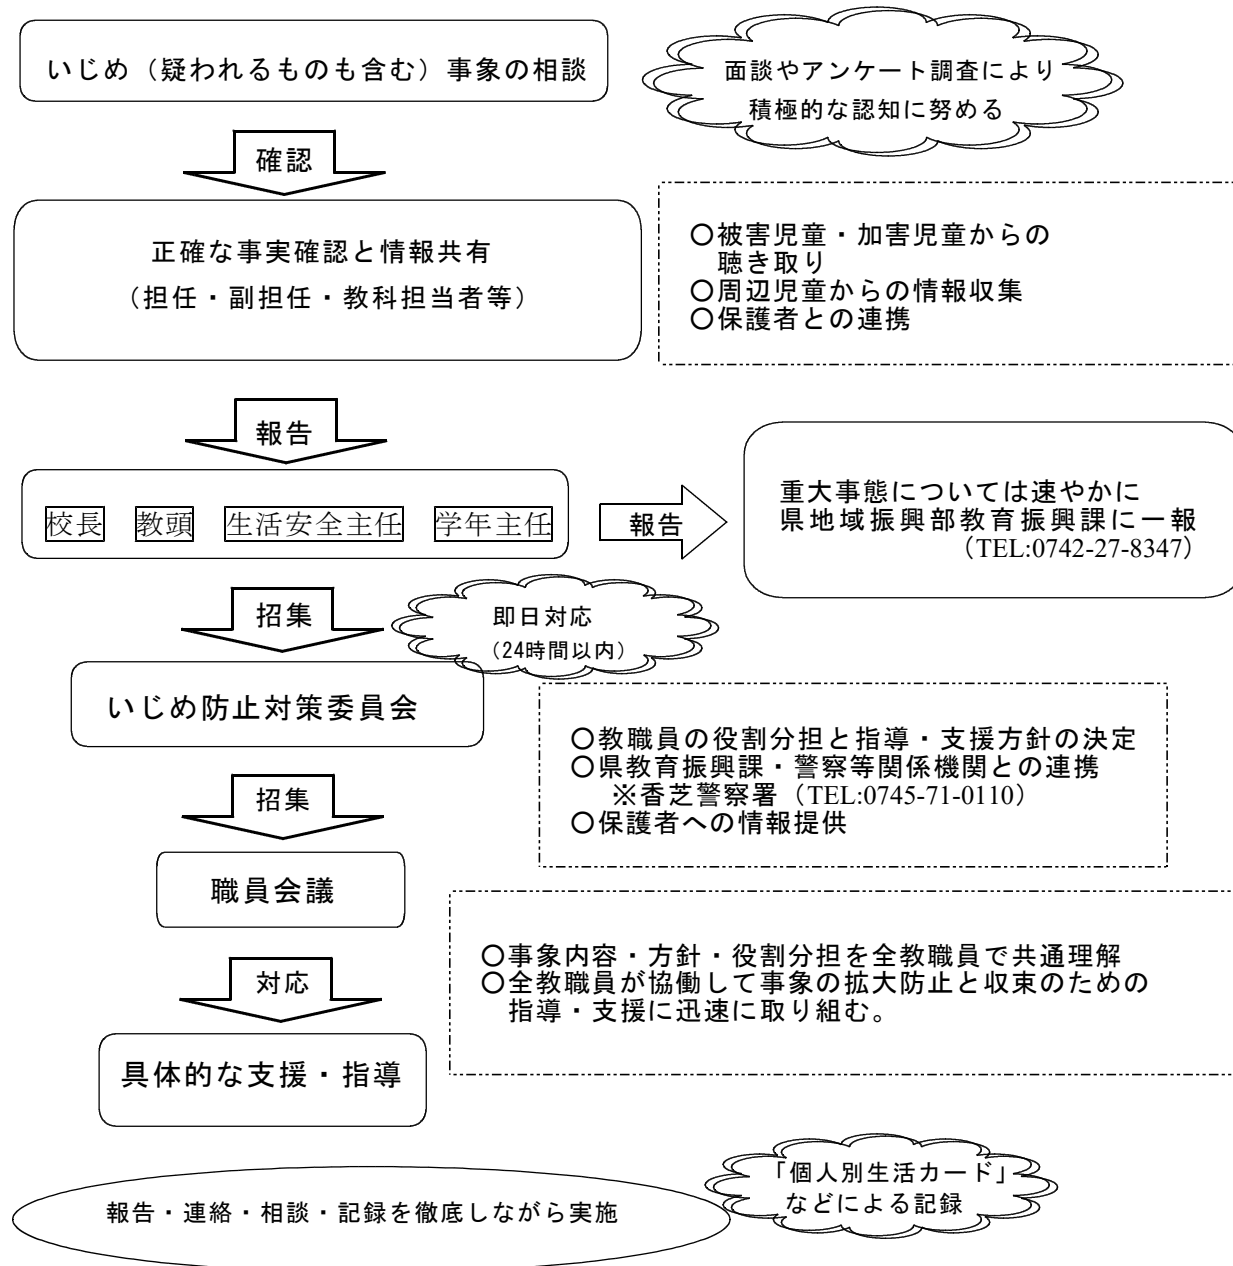 いじめ（疑われるものも含む）事象の相談
面談やアンケート調査により
積極的な認知に努める
確認
正確な事実確認と情報共有
（担任・副担任・教科担当者等）
〇被害児童・加害児童からの
聴き取り
〇周辺児童からの情報収集
〇保護者との連携
報告
校長 教頭 生活安全主任 学年主任
報告
重大事態については速やかに
県地域振興部教育振興課に一報
（TEL:0742-27-8347）
招集
即日対応
（24時間以内）
いじめ防止対策委員会
〇教職員の役割分担と指導・支援方針の決定
〇県教育振興課・警察等関係機関との連携
※香芝警察署（TEL:0745-71-0110）
〇保護者への情報提供
招集
職員会議
〇事象内容・方針・役割分担を全教職員で共通理解
〇全教職員が協働して事象の拡大防止と収束のための
指導・支援に迅速に取り組む。
対応
具体的な支援・指導
「個人別生活カード」
などによる記録
報告・連絡・相談・記録を徹底しながら実施